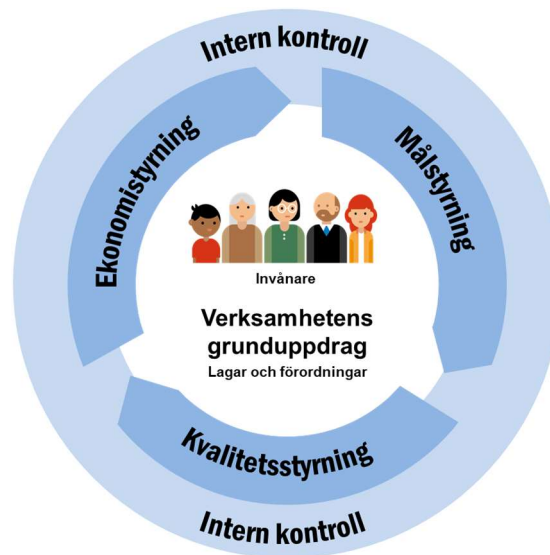 Intern kontroll
Ekonomistyrning
Målstyrning
Invånare
Verksamhetens
grunduppdrag
Lagar och förordningar
Kvalitetsstyrning
Intern kontroll